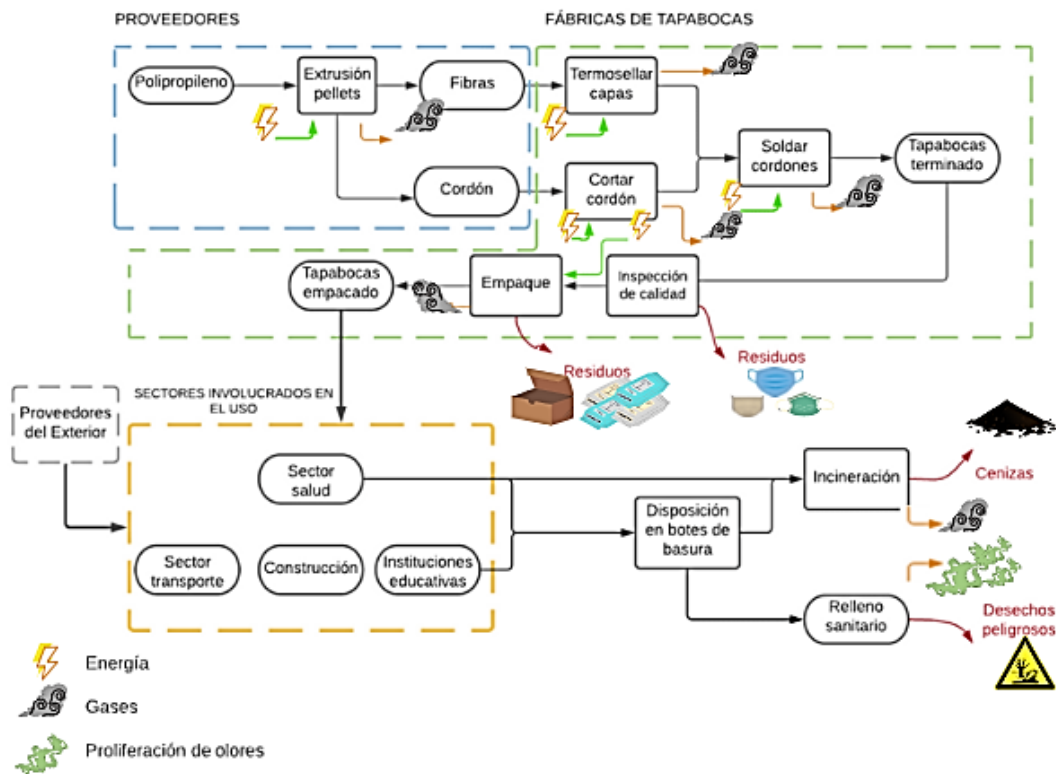 PROVEEDORES
FÁBRICAS DE TAPABOCAS
Polipropileno
Extrusión
pellets
Fibras
Termosellar
capas
Soldar
cordones
Tapabocas
terminado
Cordón
Cortar
cordón
Tapabocas
empacado
Empaque
Inspección
de calidad
Residuos
Residuos
SECTORES INVOLUCRADOS EN
EL USO
Proveedores
del Exterior
Sector
salud
Incineración
Cenizas
Disposición
en botes de
basura
Sector
transporte
Construcción
Instituciones
educativas
Relleno
sanitario
Desechos
peligrosos
Energía
Gases
Proliferación de olores